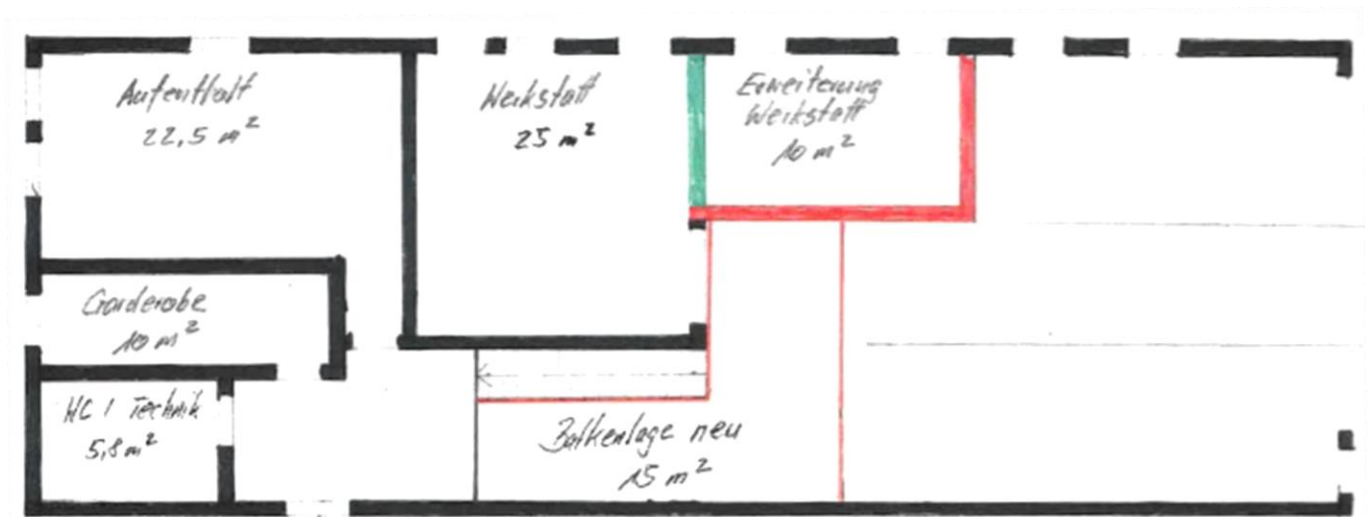 Aufenthalt
22,5 m²
Werkstatt
25 m²
Erweiterung
Werkstatt
10 m²
Garderobe
10 m²
WC / Technik
5,8 m²
Balkenlage neu
15 m²